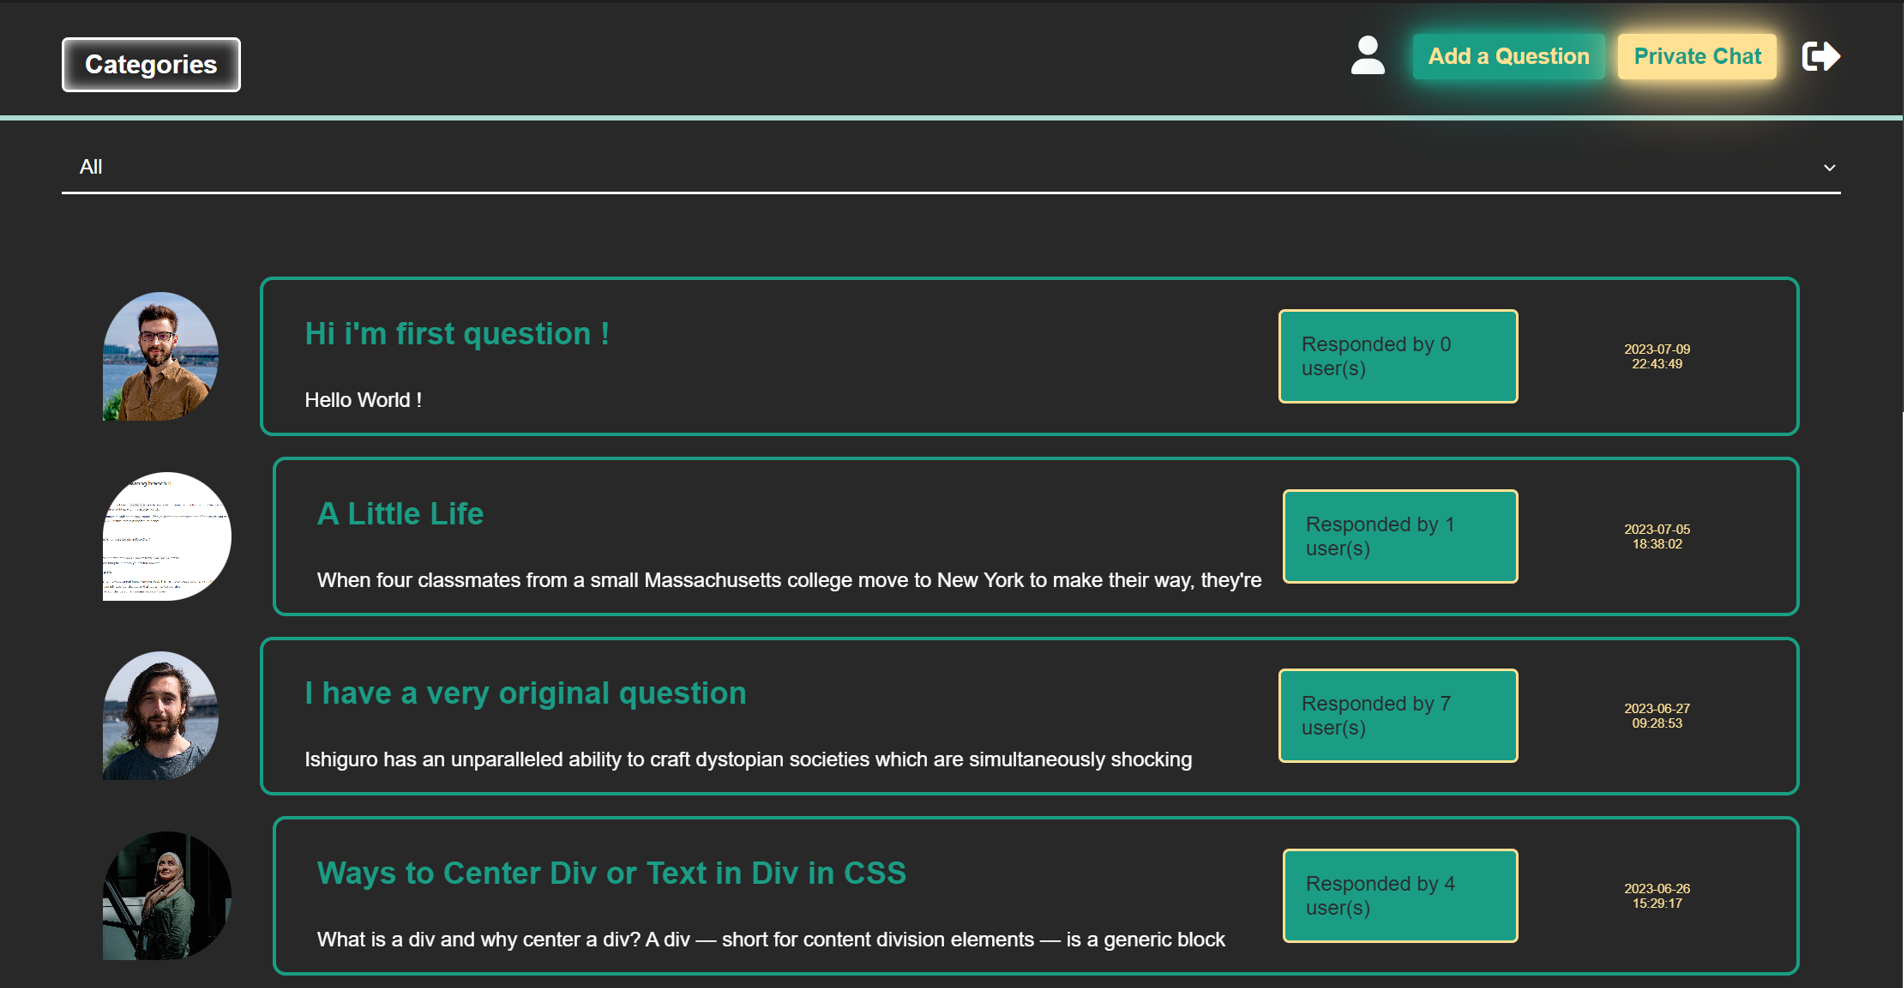 Categories
Add a Question
Private Chat
All
Hi i'm first question !
Hello World !
Responded by 0
user(s)
2023-07-09
22:43:49
A Little Life
When four classmates from a small Massachusetts college move to New York to make their way, they're
Responded by 1
user(s)
2023-07-05
18:38:02
I have a very original question
Ishiguro has an unparalleled ability to craft dystopian societies which are simultaneously shocking
Responded by 7
user(s)
2023-06-27
09:28:53
Ways to Center Div or Text in Div in CSS
What is a div and why center a div? A div — short for content division elements — is a generic block
Responded by 4
user(s)
2023-06-26
15:29:17